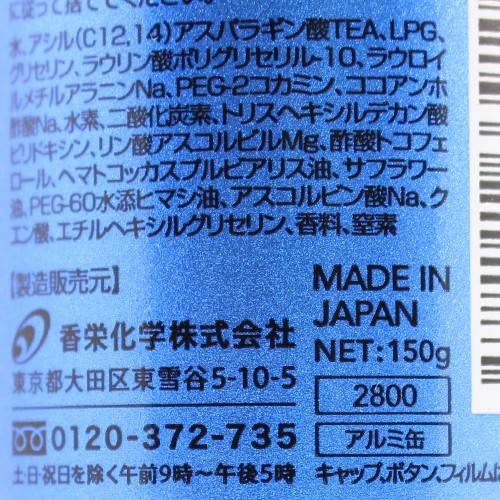 に従って捨ててください。
水、アシル(C12,14)アスパラギン酸TEA、LPG、
グリセリン、ラウリン酸ポリグリセリル-10、ラウロイ
ルメチルアラニンNa、PEG-2コカミン、ココアンホ
酢酸Na、水素、二酸化炭素、トリスヘキシルデカン酸
ピリドキシン、リン酸アスコルビルMg、酢酸トコフェ
ロール、ヘマトコッカスプルビアリス油、サフラワー
油、PEG-60水添ヒマシ油、アスコルビン酸Na、ク
エン酸、エチルヘキシルグリセリン、香料、窒素
【製造販売元】
香栄化学株式会社
東京都大田区東雪谷5-10-5
0120-372-735
土・日・祝日を除く午前9時〜午後5時
MADE IN
JAPAN
NET:150g
2800
アルミ缶
キャップ、ボタン、フィルムは